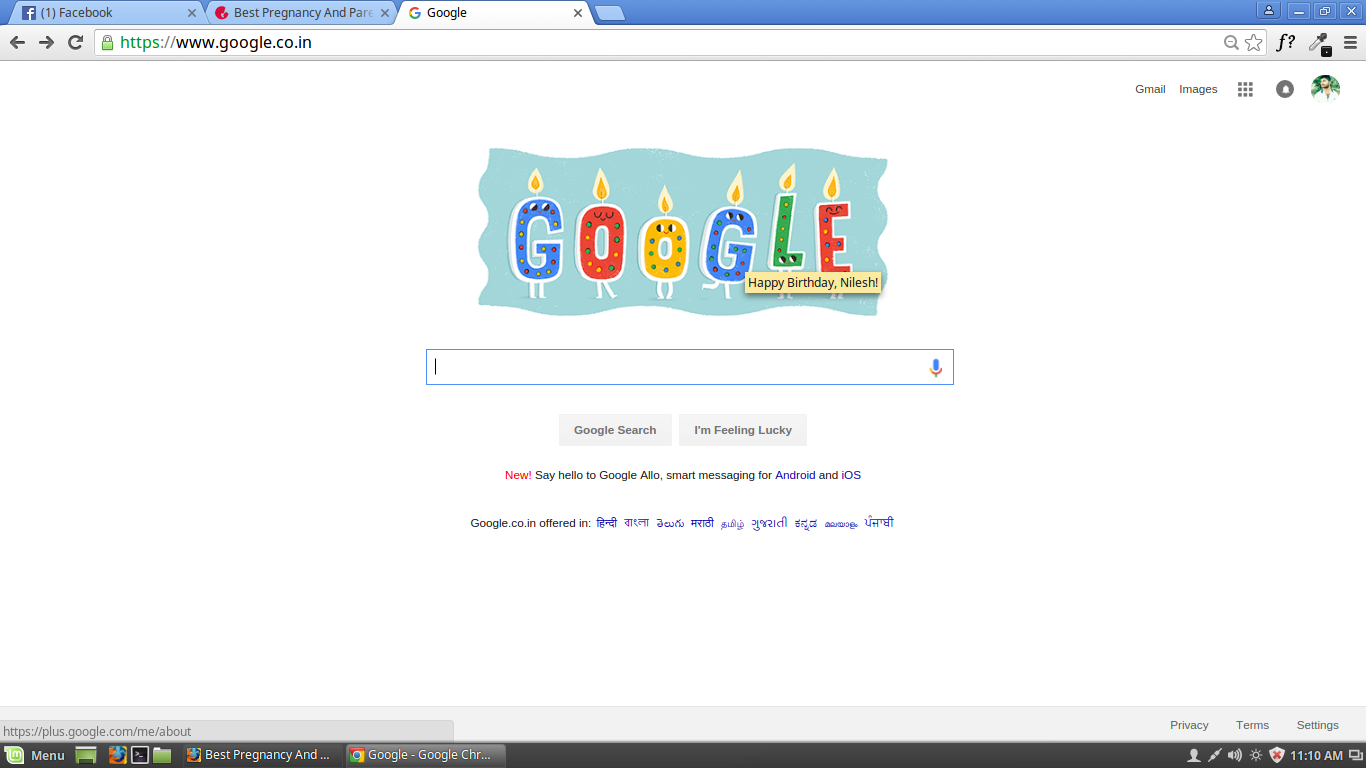 (1) Facebook
Best Pregnancy And Pare
Google
https://www.google.co.in
f?
Gmail Images
GOOGLE
Happy Birthday, Nilesh!
Google Search I'm Feeling Lucky
New! Say hello to Google Allo, smart messaging for Android and iOS
Google.co.in offered in: हिन्दी বাংলা తెలుగు मराठी தமிழ் ગુજરાતી ಕನ್ನಡ മലയാളം ਪੰਜਾਬੀ
Privacy Terms Settings
https://plus.google.com/me/about
Menu Best Pregnancy And ... Google - Google Chr... 11:10 AM